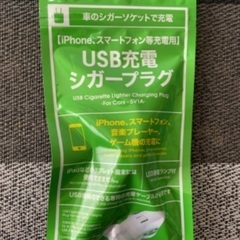 車のシガーソケットで充電
【iPhone、スマートフォン等充電用】
USB充電
シガープラグ
USB Cigarette Lighter Charging Plug
-For Cars - 5V1A-
iPhone、スマートフォン、
音楽プレーヤー、
ゲーム機の充電に